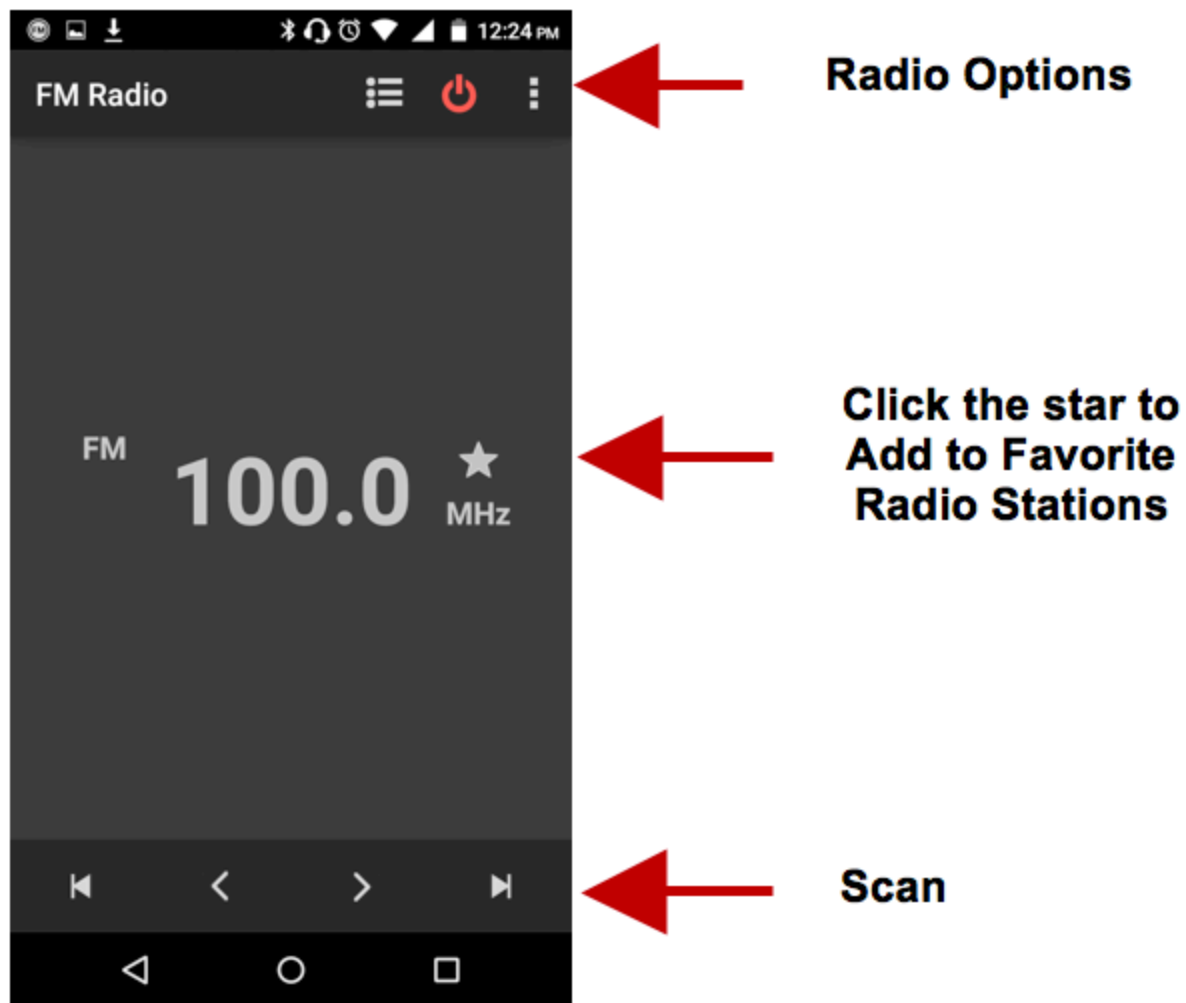 12:24 PM
FM Radio
Radio Options
FM 100.0 MHz
Click the star to
Add to Favorite
Radio Stations
Scan